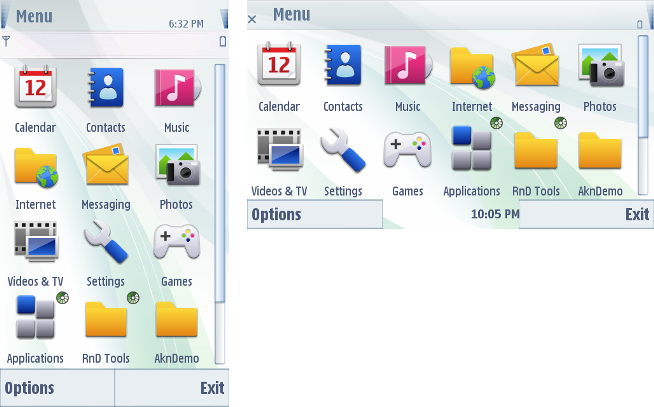 Menu
6:32 PM
12
Calendar Contacts Music
Internet Messaging Photos
Videos & TV Settings Games
Applications RnD Tools AknDemo
Options Exit
Menu
12
Calendar Contacts Music Internet Messaging Photos
Videos & TV Settings Games Applications RnD Tools AknDemo
Options 10:05 PM Exit